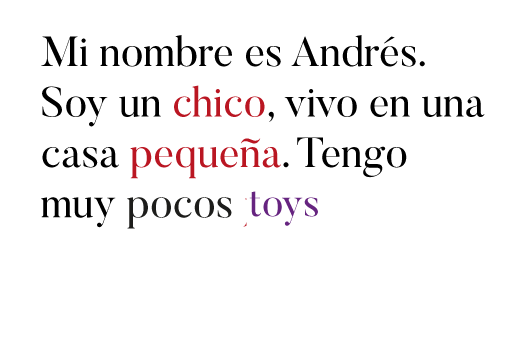 Mi nombre es Andrés.
Soy un chico, vivo en una
casa pequeña. Tengo
muy pocos toys